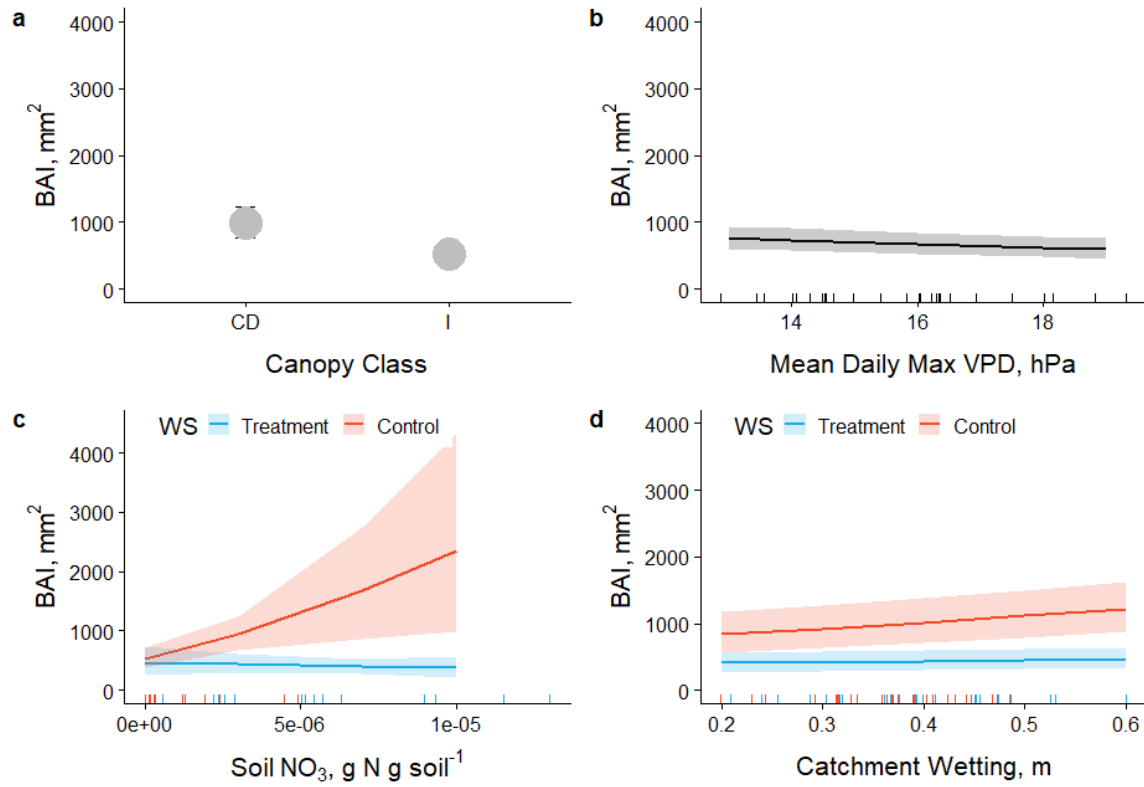 a
4000
3000
2000
1000
0
BAI, mm²
CD I
Canopy Class
b
4000
3000
2000
1000
0
BAI, mm²
14 16 18
Mean Daily Max VPD, hPa
c
WS Treatment Control
4000
3000
2000
1000
0
BAI, mm²
0e+00 5e-06 1e-05
Soil NO₃, g N g soil⁻¹
d
WS Treatment Control
4000
3000
2000
1000
0
BAI, mm²
0.2 0.3 0.4 0.5 0.6
Catchment Wetting, m